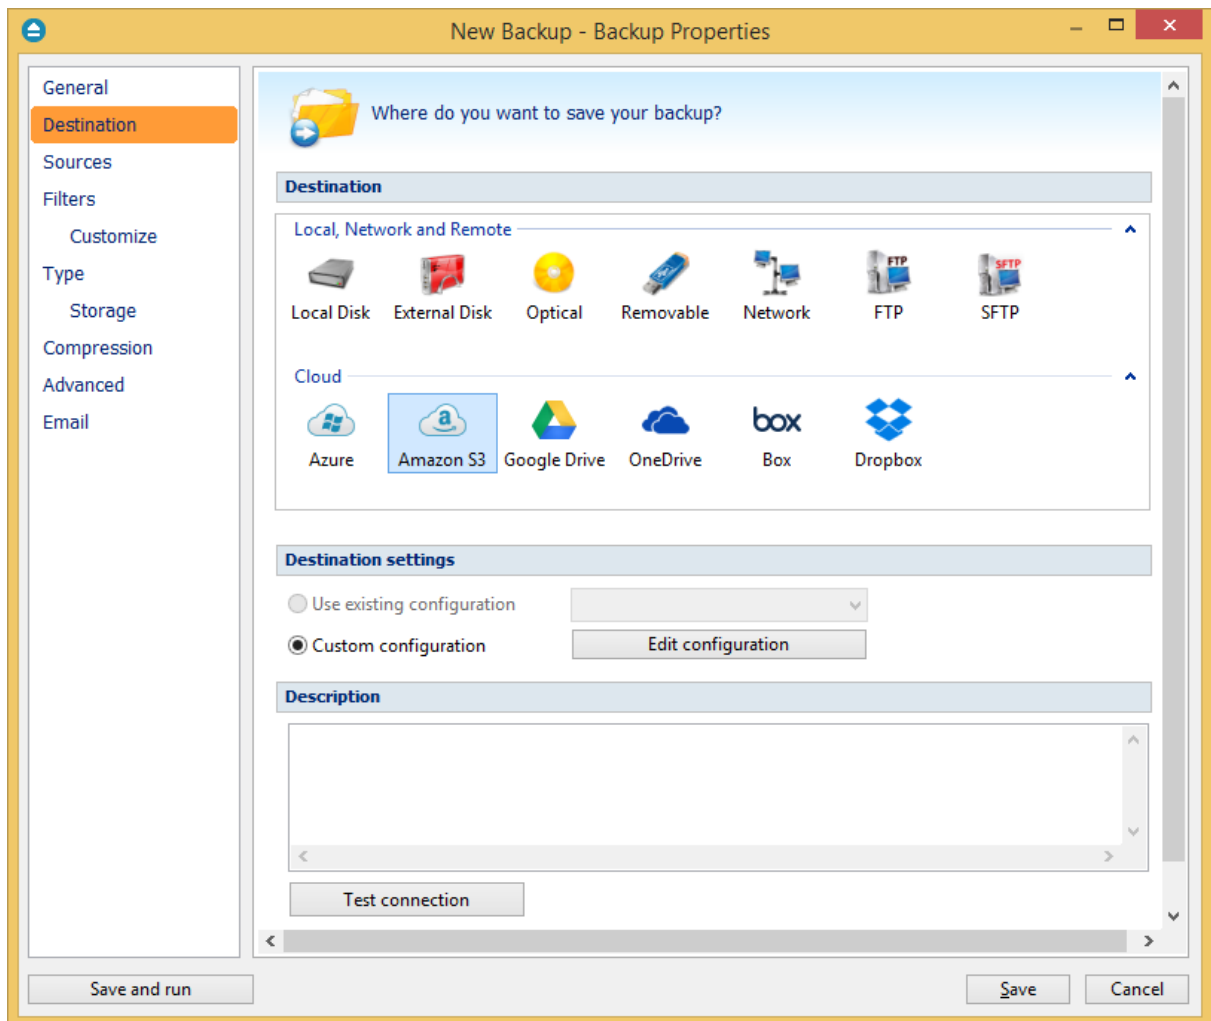 New Backup - Backup Properties
General
Destination
Sources
Filters
Customize
Type
Storage
Compression
Advanced
Email
Where do you want to save your backup?
Destination
Local, Network and Remote
FTP SFTP
Local Disk External Disk Optical Removable Network FTP SFTP
Cloud
a box
Azure Amazon S3 Google Drive OneDrive Box Dropbox
Destination settings
Use existing configuration
Custom configuration Edit configuration
Description
Test connection
Save and run Save Cancel